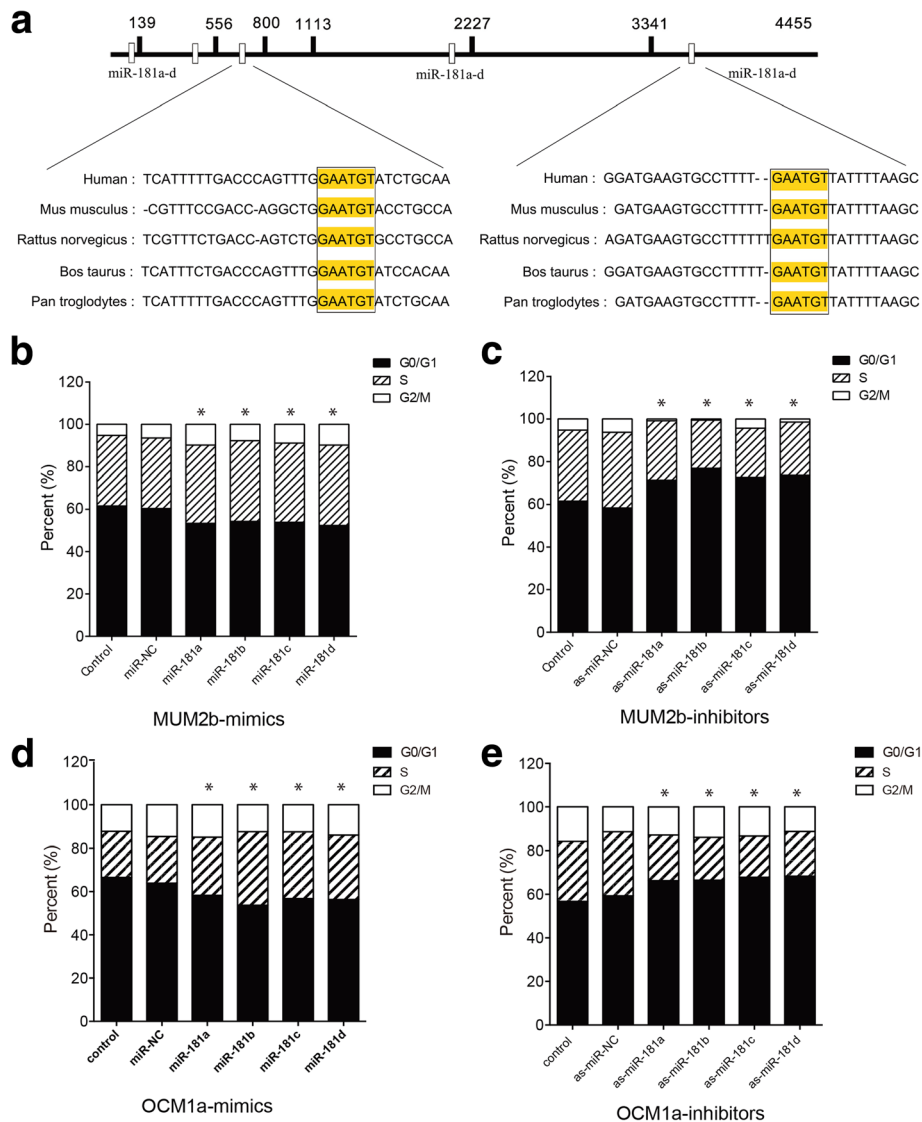 a
139 556 800 1113 2227 3341 4455
miR-181a-d miR-181a-d miR-181a-d
Human : TCATTTTTGACCCAGTTTGGAATGTATCTGCAA
Mus musculus : -CGTTTCCGACC-AGGCTGGAATGTACCTGCCA
Rattus norvegicus : TCGTTTCTGACC-AGTCTGGAATGTGCCTGCCA
Bos taurus : TCATTTCTGACCCAGTTTGGAATGTATCCACAA
Pan troglodytes : TCATTTTTGACCCAGTTTGGAATGTATCTGCAA
Human : GGATGAAGTGCCTTTT--GAATGTTATTTTAAGC
Mus musculus : GATGAAGTGCCTTTTT-GAATGTTATTTTAAGC
Rattus norvegicus : AGATGAAGTGCCTTTTTTGAATGTTATTTTAAGC
Bos taurus : GGATGAAGTGCCTTTTT-GAATGTTATTTTAAGC
Pan troglodytes : GATGAAGTGCCTTTT--GAATGTTATTTTAAGC
b
G0/G1
S
G2/M
Percent (%)
120
100
80
60
40
20
0
* * * *
Control miR-NC miR-181a miR-181b miR-181c miR-181d
MUM2b-mimics
c
G0/G1
S
G2/M
Percent (%)
120
100
80
60
40
20
0
* * * *
Control as-miR-NC as-miR-181a as-miR-181b as-miR-181c as-miR-181d
MUM2b-inhibitors
d
G0/G1
S
G2/M
Percent (%)
120
100
80
60
40
20
0
* * * *
control miR-NC miR-181a miR-181b miR-181c miR-181d
OCM1a-mimics
e
G0/G1
S
G2/M
Percent (%)
120
100
80
60
40
20
0
* * * *
control as-miR-NC as-miR-181a as-miR-181b as-miR-181c as-miR-181d
OCM1a-inhibitors